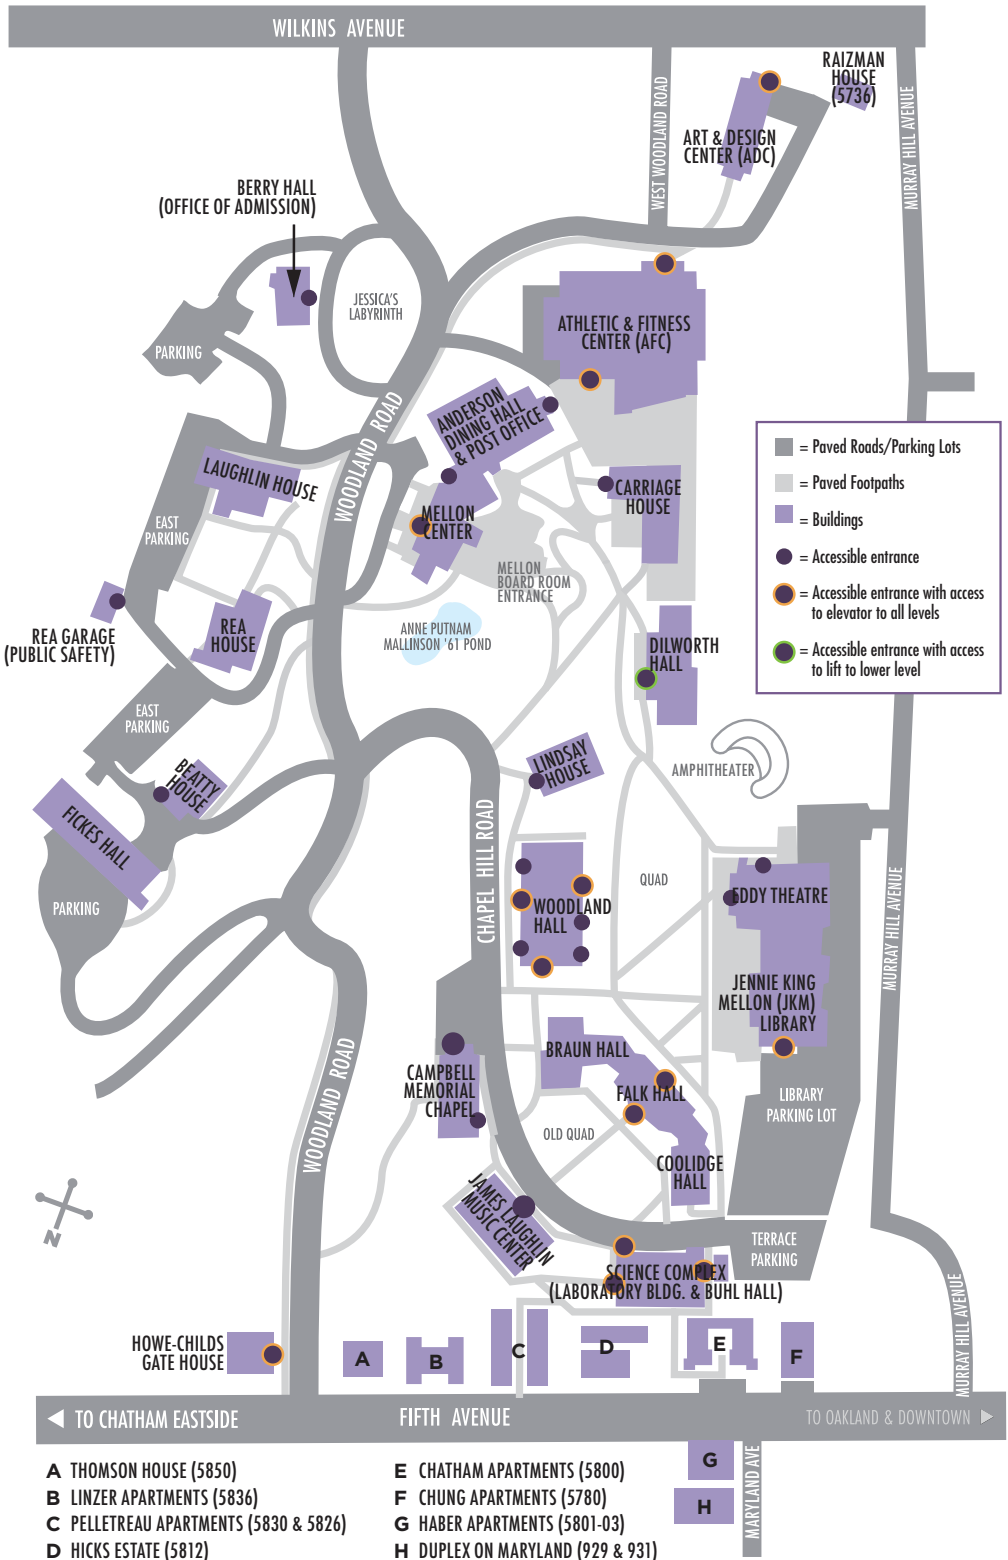 WILKINS AVENUE
RAIZMAN
HOUSE
(5736)
WEST WOODLAND ROAD
MURRAY HILL AVENUE
ART & DESIGN
CENTER (ADC)
BERRY HALL
(OFFICE OF ADMISSION)
JESSICA'S
LABYRINTH
ATHLETIC & FITNESS
CENTER (AFC)
PARKING
WOODLAND ROAD
ANDERSON
DINING HALL
& POST OFFICE
= Paved Roads/Parking Lots
= Paved Footpaths
= Buildings
= Accessible entrance
= Accessible entrance with access
to elevator to all levels
= Accessible entrance with access
to lift to lower level
LAUGHLIN HOUSE
CARRIAGE
HOUSE
MELLON
CENTER
EAST
PARKING
MELLON
BOARD ROOM
ENTRANCE
REA GARAGE
(PUBLIC SAFETY)
REA
HOUSE
ANNE PUTNAM
MALLINSON '61 POND
DILWORTH
HALL
EAST
PARKING
BEATTY
HOUSE
LINDSAY
HOUSE
AMPHITHEATER
FICKES HALL
CHAPEL HILL ROAD
QUAD
EDDY THEATRE
PARKING
WOODLAND
HALL
MURRAY HILL AVENUE
JENNIE KING
MELLON (JKM)
LIBRARY
WOODLAND ROAD
BRAUN HALL
CAMPBELL
MEMORIAL
CHAPEL
FALK HALL
LIBRARY
PARKING LOT
OLD QUAD
COOLIDGE
HALL
N
JAMES LAUGHLIN
MUSIC CENTER
TERRACE
PARKING
SCIENCE COMPLEX
(LABORATORY BLDG. & BUHL HALL)
MURRAY HILL AVENUE
HOWE-CHILDS
GATE HOUSE
A
B
C
D
E
F
TO CHATHAM EASTSIDE
FIFTH AVENUE
TO OAKLAND & DOWNTOWN
G
H
MARYLAND AVE
A THOMSON HOUSE (5850)
B LINZER APARTMENTS (5836)
C PELLETREAU APARTMENTS (5830 & 5826)
D HICKS ESTATE (5812)
E CHATHAM APARTMENTS (5800)
F CHUNG APARTMENTS (5780)
G HABER APARTMENTS (5801-03)
H DUPLEX ON MARYLAND (929 & 931)